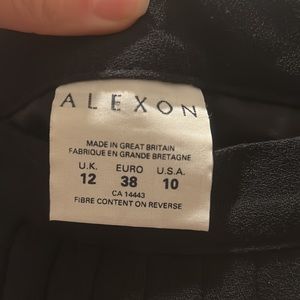 ALEXON
MADE IN GREAT BRITAIN
FABRIQUE EN GRANDE BRETAGNE
U.K. EURO U.S.A.
12 38 10
CA 14443
FIBRE CONTENT ON REVERSE